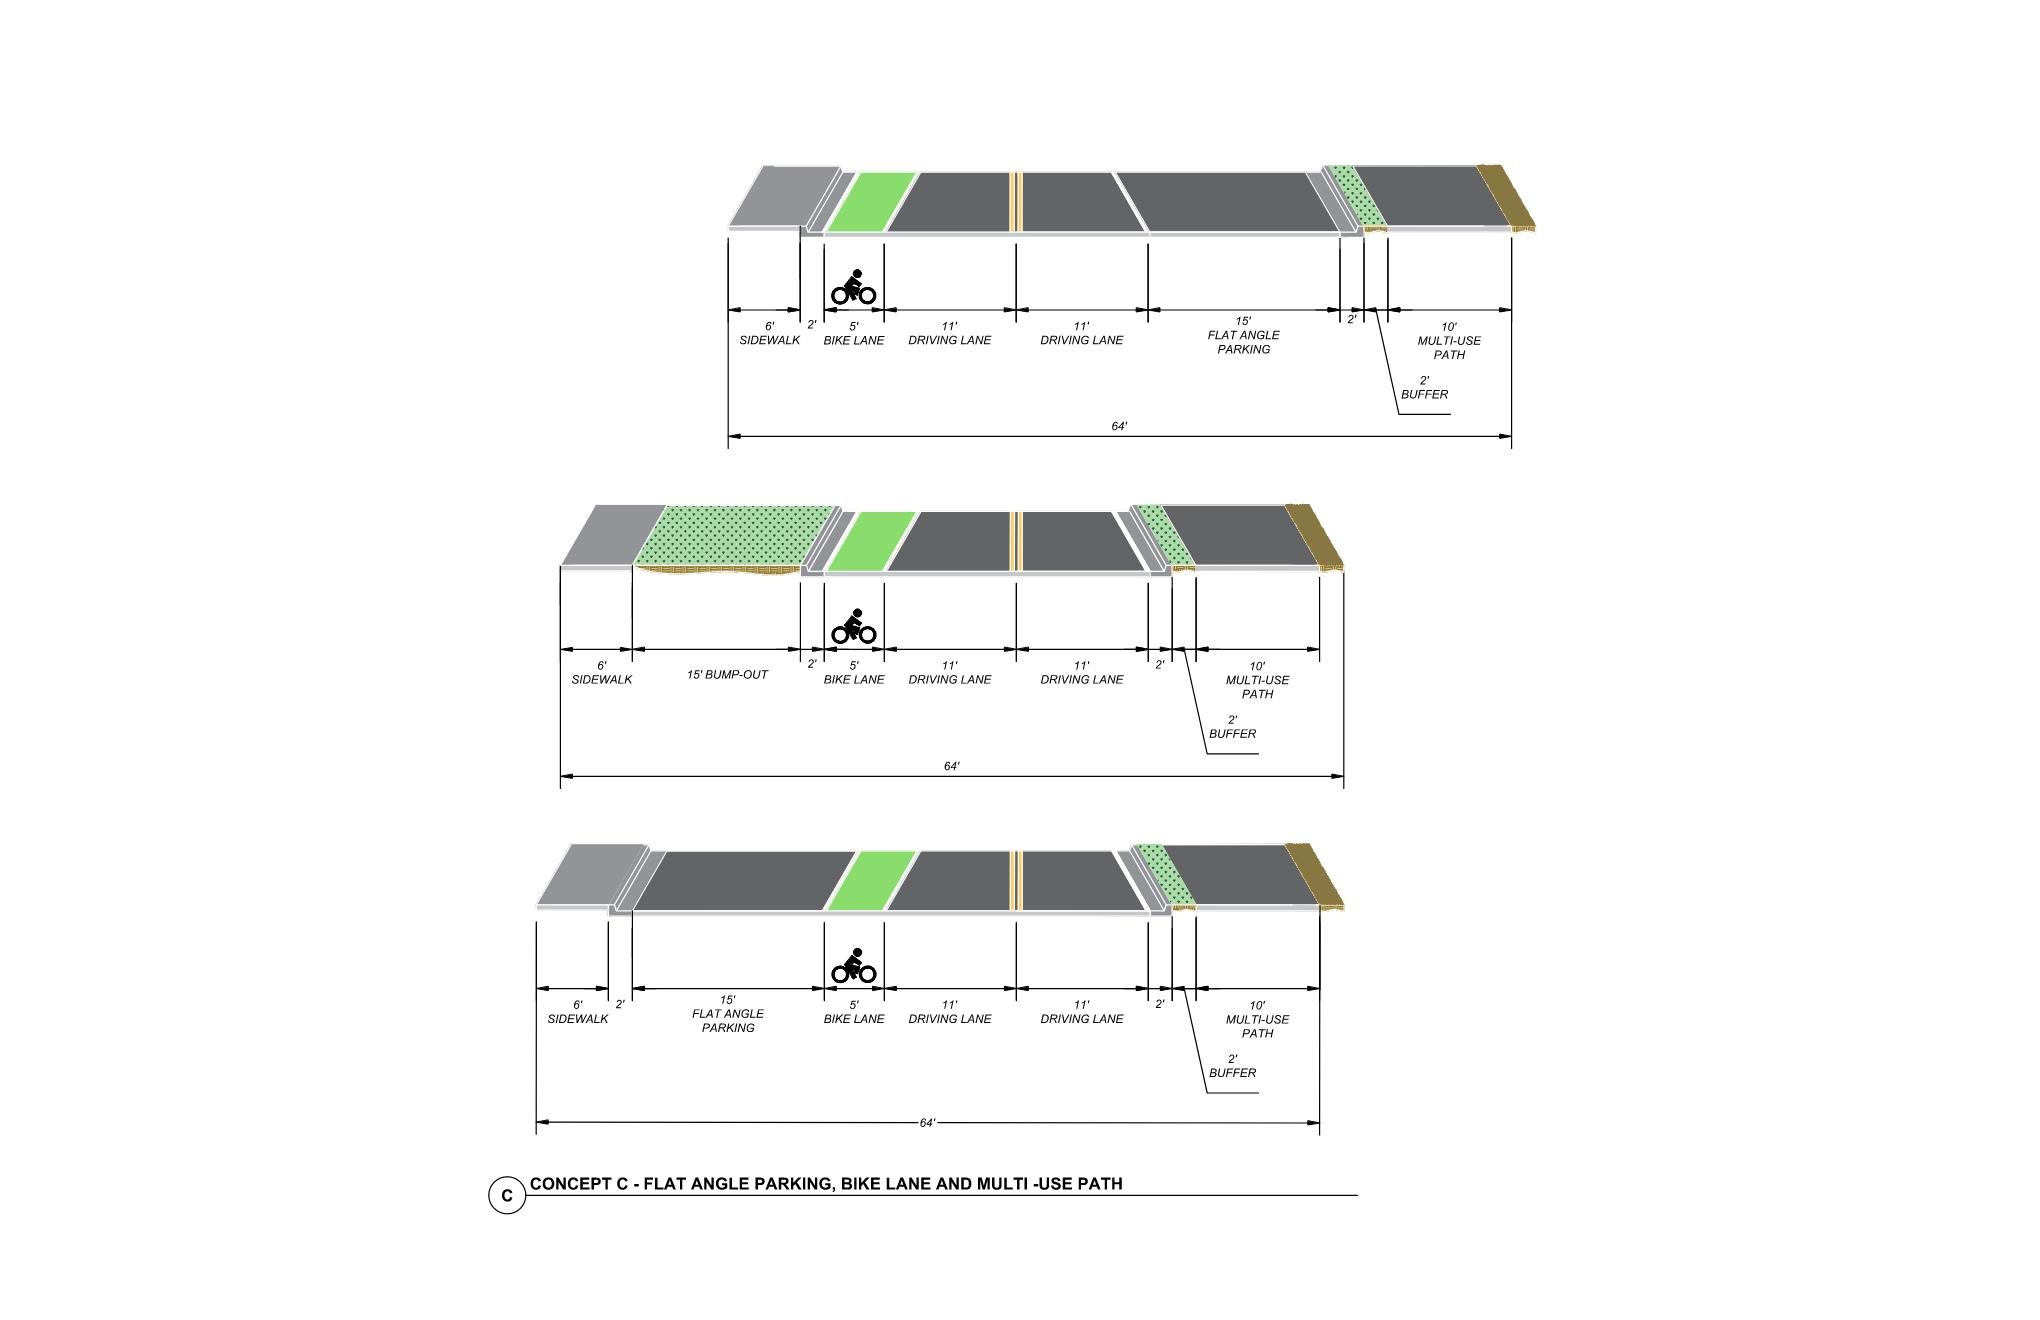 6' 2' 5' 11' 11' 15' 2' 10'
SIDEWALK BIKE LANE DRIVING LANE DRIVING LANE FLAT ANGLE MULTI-USE
PARKING PATH
2'
BUFFER
64'
6' 15' BUMP-OUT 2' 5' 11' 11' 2' 10'
SIDEWALK BIKE LANE DRIVING LANE DRIVING LANE MULTI-USE
PATH
2'
BUFFER
64'
6' 2' 15' 5' 11' 11' 2' 10'
SIDEWALK FLAT ANGLE BIKE LANE DRIVING LANE DRIVING LANE MULTI-USE
PARKING PATH
2'
BUFFER
64'
C CONCEPT C - FLAT ANGLE PARKING, BIKE LANE AND MULTI -USE PATH